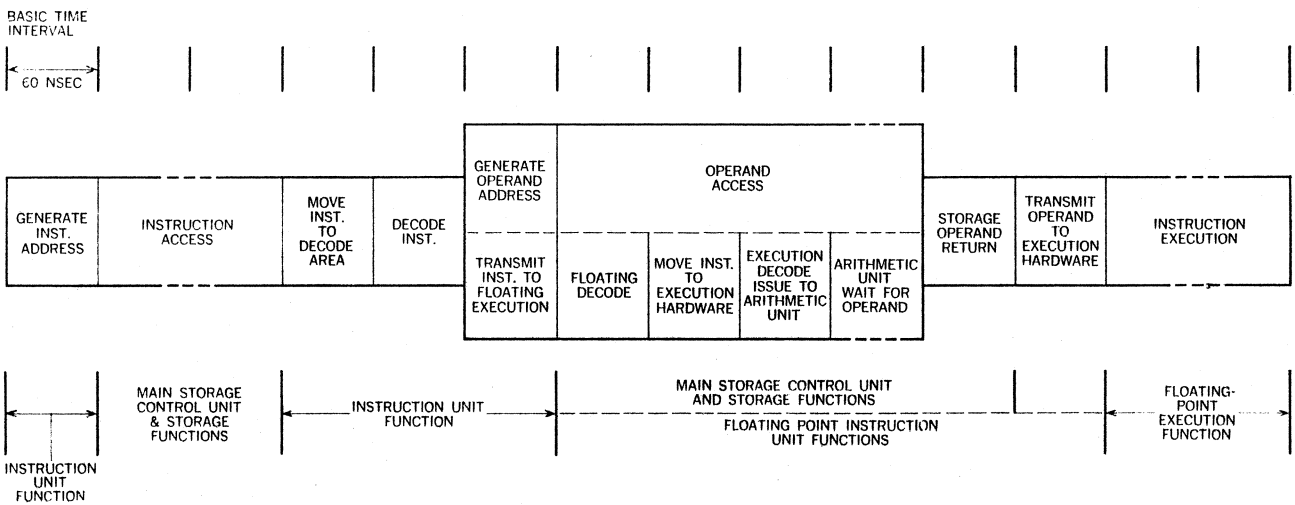 BASIC TIME
INTERVAL
60 NSEC
GENERATE
INST.
ADDRESS
INSTRUCTION
ACCESS
MOVE
INST.
TO
DECODE
AREA
DECODE
INST.
GENERATE
OPERAND
ADDRESS
OPERAND
ACCESS
TRANSMIT
INST. TO
FLOATING
EXECUTION
FLOATING
DECODE
MOVE INST.
TO
EXECUTION
HARDWARE
EXECUTION
DECODE
ISSUE TO
ARITHMETIC
UNIT
ARITHMETIC
UNIT
WAIT FOR
OPERAND
STORAGE
OPERAND
RETURN
TRANSMIT
OPERAND
TO
EXECUTION
HARDWARE
INSTRUCTION
EXECUTION
INSTRUCTION
UNIT
FUNCTION
MAIN STORAGE
CONTROL UNIT
& STORAGE
FUNCTIONS
INSTRUCTION UNIT
FUNCTION
MAIN STORAGE CONTROL UNIT
AND STORAGE FUNCTIONS
FLOATING POINT INSTRUCTION
UNIT FUNCTIONS
FLOATING-
POINT
EXECUTION
FUNCTION